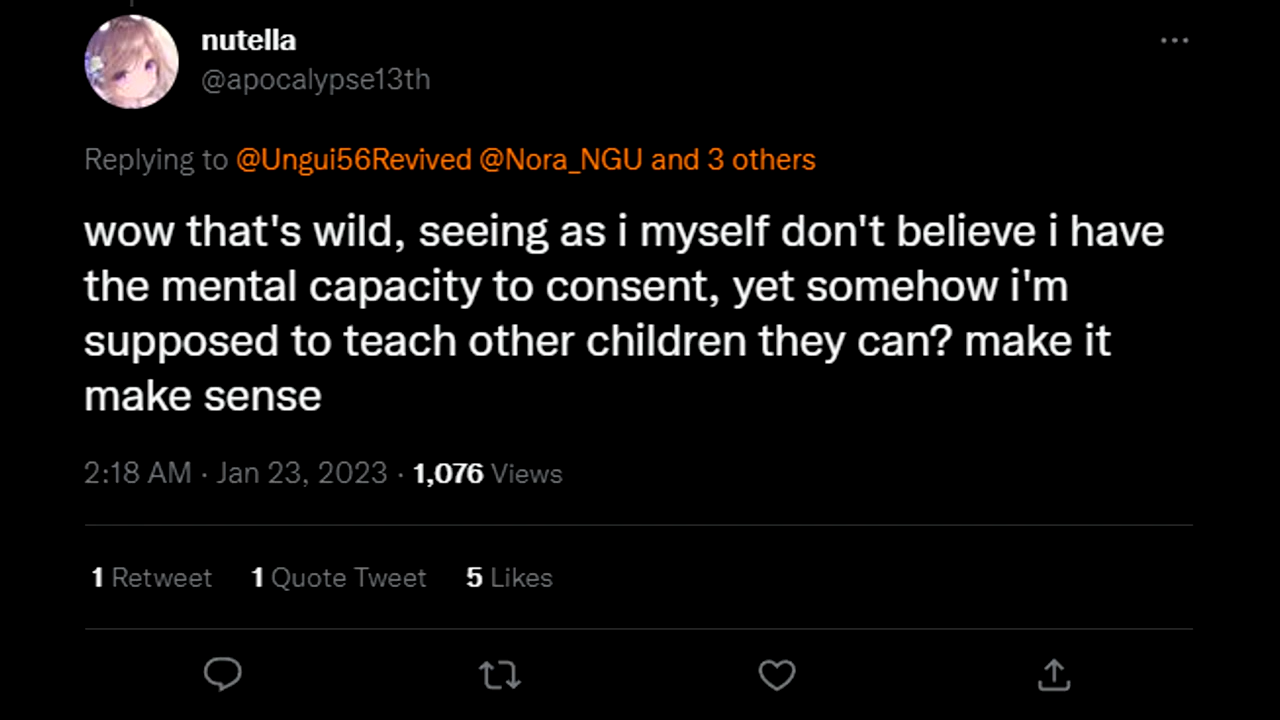 nutella
@apocalypse13th
Replying to @Ungui56Revived @Nora_NGU and 3 others
wow that's wild, seeing as i myself don't believe i have
the mental capacity to consent, yet somehow i'm
supposed to teach other children they can? make it
make sense
2:18 AM · Jan 23, 2023 · 1,076 Views
1 Retweet 1 Quote Tweet 5 Likes